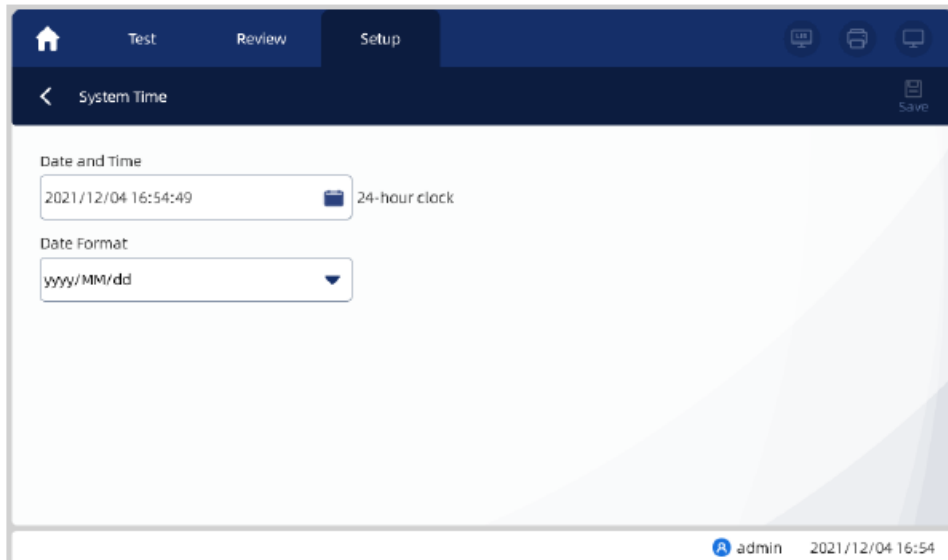 Test Review Setup
System Time
Save
Date and Time
2021/12/04 16:54:49 24-hour clock
Date Format
yyyy/MM/dd
admin 2021/12/04 16:54